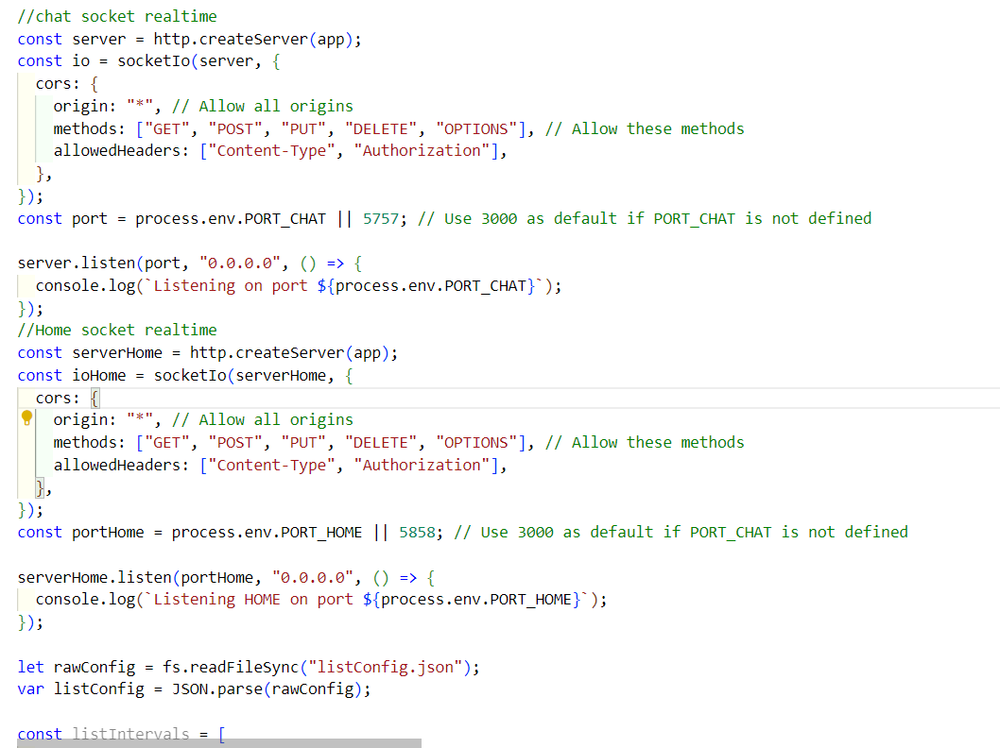 //chat socket realtime
const server = http.createServer(app);
const io = socketIo(server, {
  cors: {
    origin: "*", // Allow all origins
    methods: ["GET", "POST", "PUT", "DELETE", "OPTIONS"], // Allow these methods
    allowedHeaders: ["Content-Type", "Authorization"],
  },
});
const port = process.env.PORT_CHAT || 5757; // Use 3000 as default if PORT_CHAT is not defined

server.listen(port, "0.0.0.0", () => {
  console.log(`Listening on port ${process.env.PORT_CHAT}`);
});
//Home socket realtime
const serverHome = http.createServer(app);
const ioHome = socketIo(serverHome, {
  cors: {
    origin: "*", // Allow all origins
    methods: ["GET", "POST", "PUT", "DELETE", "OPTIONS"], // Allow these methods
    allowedHeaders: ["Content-Type", "Authorization"],
  },
});
const portHome = process.env.PORT_HOME || 5858; // Use 3000 as default if PORT_CHAT is not defined

serverHome.listen(portHome, "0.0.0.0", () => {
  console.log(`Listening HOME on port ${process.env.PORT_HOME}`);
});

let rawConfig = fs.readFileSync("listConfig.json");
var listConfig = JSON.parse(rawConfig);

const listIntervals = [